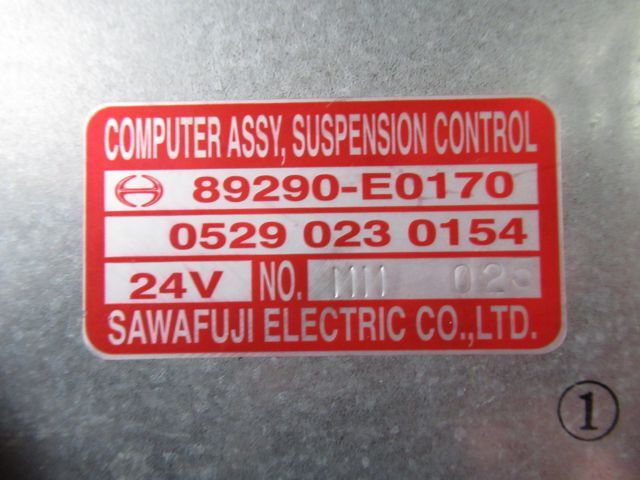 COMPUTER ASSY, SUSPENSION CONTROL
89290-E0170
0529 023 0154
24V NO.
SAWAFUJI ELECTRIC CO.,LTD.
①